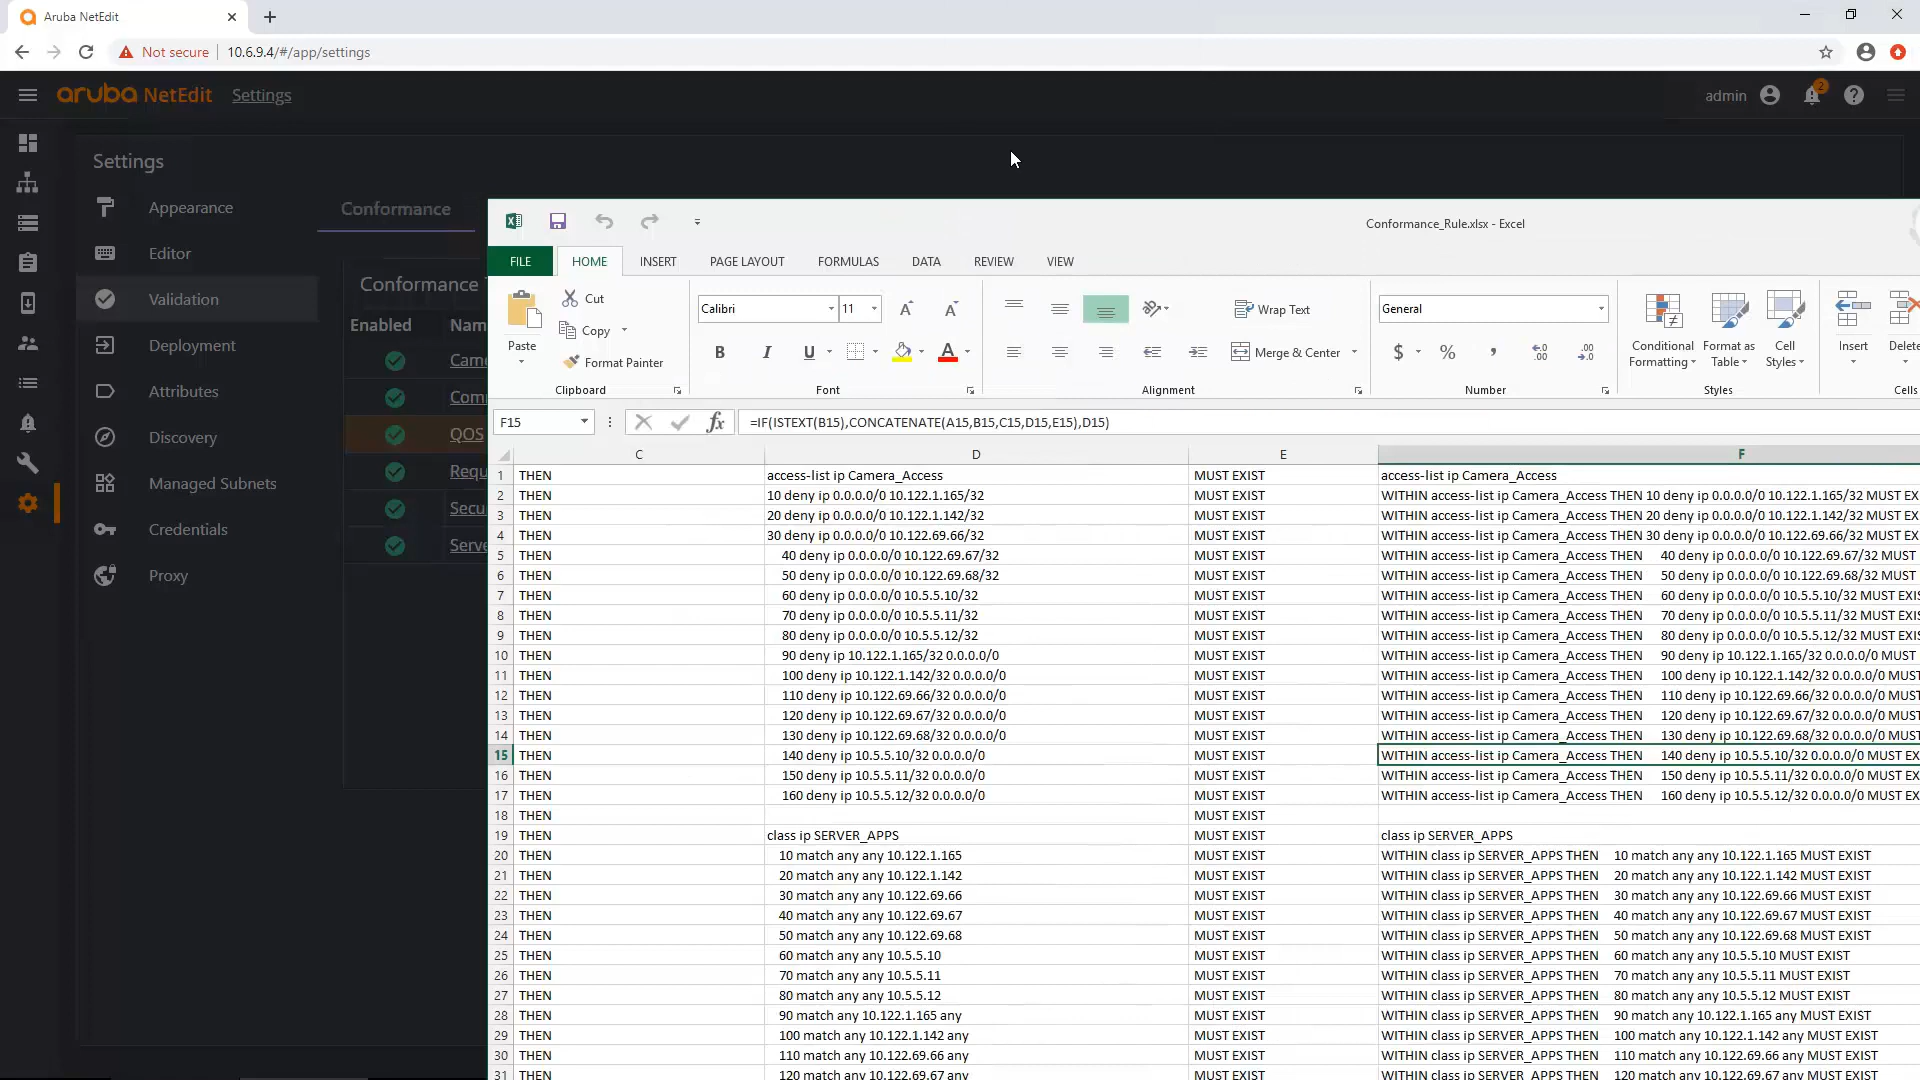 Aruba NetEdit
Not secure 10.6.9.4/#/app/settings
aruba NetEdit Settings
admin 2
Settings
Appearance
Editor
Validation
Deployment
Attributes
Discovery
Managed Subnets
Credentials
Proxy
Conformance
Conformance
Enabled Nam
Came
Com
QOS
Requ
Secu
Serve
Conformance_Rule.xlsx - Excel
FILE HOME INSERT PAGE LAYOUT FORMULAS DATA REVIEW VIEW
Paste
Cut
Copy
Format Painter
Clipboard
Calibri 11
B I U
Font
Wrap Text
Merge & Center
Alignment
General
$ % , .00
Number
Conditional Formatting
Format as Table
Cell Styles
Styles
Insert
Delete
Cells
F15 fx =IF(ISTEXT(B15),CONCATENATE(A15,B15,C15,D15,E15),D15)
C D E F
1 THEN access-list ip Camera_Access MUST EXIST access-list ip Camera_Access
2 THEN 10 deny ip 0.0.0.0/0 10.122.1.165/32 MUST EXIST WITHIN access-list ip Camera_Access THEN 10 deny ip 0.0.0.0/0 10.122.1.165/32 MUST EX
3 THEN 20 deny ip 0.0.0.0/0 10.122.1.142/32 MUST EXIST WITHIN access-list ip Camera_Access THEN 20 deny ip 0.0.0.0/0 10.122.1.142/32 MUST EX
4 THEN 30 deny ip 0.0.0.0/0 10.122.69.66/32 MUST EXIST WITHIN access-list ip Camera_Access THEN 30 deny ip 0.0.0.0/0 10.122.69.66/32 MUST EX
5 THEN 40 deny ip 0.0.0.0/0 10.122.69.67/32 MUST EXIST WITHIN access-list ip Camera_Access THEN 40 deny ip 0.0.0.0/0 10.122.69.67/32 MUST
6 THEN 50 deny ip 0.0.0.0/0 10.122.69.68/32 MUST EXIST WITHIN access-list ip Camera_Access THEN 50 deny ip 0.0.0.0/0 10.122.69.68/32 MUST
7 THEN 60 deny ip 0.0.0.0/0 10.5.5.10/32 MUST EXIST WITHIN access-list ip Camera_Access THEN 60 deny ip 0.0.0.0/0 10.5.5.10/32 MUST EXIS
8 THEN 70 deny ip 0.0.0.0/0 10.5.5.11/32 MUST EXIST WITHIN access-list ip Camera_Access THEN 70 deny ip 0.0.0.0/0 10.5.5.11/32 MUST EXIS
9 THEN 80 deny ip 0.0.0.0/0 10.5.5.12/32 MUST EXIST WITHIN access-list ip Camera_Access THEN 80 deny ip 0.0.0.0/0 10.5.5.12/32 MUST EXIS
10 THEN 90 deny ip 10.122.1.165/32 0.0.0.0/0 MUST EXIST WITHIN access-list ip Camera_Access THEN 90 deny ip 10.122.1.165/32 0.0.0.0/0 MUST
11 THEN 100 deny ip 10.122.1.142/32 0.0.0.0/0 MUST EXIST WITHIN access-list ip Camera_Access THEN 100 deny ip 10.122.1.142/32 0.0.0.0/0 MUST
12 THEN 110 deny ip 10.122.69.66/32 0.0.0.0/0 MUST EXIST WITHIN access-list ip Camera_Access THEN 110 deny ip 10.122.69.66/32 0.0.0.0/0 MUST
13 THEN 120 deny ip 10.122.69.67/32 0.0.0.0/0 MUST EXIST WITHIN access-list ip Camera_Access THEN 120 deny ip 10.122.69.67/32 0.0.0.0/0 MUST
14 THEN 130 deny ip 10.122.69.68/32 0.0.0.0/0 MUST EXIST WITHIN access-list ip Camera_Access THEN 130 deny ip 10.122.69.68/32 0.0.0.0/0 MUST
15 THEN 140 deny ip 10.5.5.10/32 0.0.0.0/0 MUST EXIST WITHIN access-list ip Camera_Access THEN 140 deny ip 10.5.5.10/32 0.0.0.0/0 MUST EX
16 THEN 150 deny ip 10.5.5.11/32 0.0.0.0/0 MUST EXIST WITHIN access-list ip Camera_Access THEN 150 deny ip 10.5.5.11/32 0.0.0.0/0 MUST EX
17 THEN 160 deny ip 10.5.5.12/32 0.0.0.0/0 MUST EXIST WITHIN access-list ip Camera_Access THEN 160 deny ip 10.5.5.12/32 0.0.0.0/0 MUST EX
18 THEN MUST EXIST
19 THEN class ip SERVER_APPS MUST EXIST class ip SERVER_APPS
20 THEN 10 match any any 10.122.1.165 MUST EXIST WITHIN class ip SERVER_APPS THEN 10 match any any 10.122.1.165 MUST EXIST
21 THEN 20 match any any 10.122.1.142 MUST EXIST WITHIN class ip SERVER_APPS THEN 20 match any any 10.122.1.142 MUST EXIST
22 THEN 30 match any any 10.122.69.66 MUST EXIST WITHIN class ip SERVER_APPS THEN 30 match any any 10.122.69.66 MUST EXIST
23 THEN 40 match any any 10.122.69.67 MUST EXIST WITHIN class ip SERVER_APPS THEN 40 match any any 10.122.69.67 MUST EXIST
24 THEN 50 match any any 10.122.69.68 MUST EXIST WITHIN class ip SERVER_APPS THEN 50 match any any 10.122.69.68 MUST EXIST
25 THEN 60 match any any 10.5.5.10 MUST EXIST WITHIN class ip SERVER_APPS THEN 60 match any any 10.5.5.10 MUST EXIST
26 THEN 70 match any any 10.5.5.11 MUST EXIST WITHIN class ip SERVER_APPS THEN 70 match any any 10.5.5.11 MUST EXIST
27 THEN 80 match any any 10.5.5.12 MUST EXIST WITHIN class ip SERVER_APPS THEN 80 match any any 10.5.5.12 MUST EXIST
28 THEN 90 match any 10.122.1.165 any MUST EXIST WITHIN class ip SERVER_APPS THEN 90 match any 10.122.1.165 any MUST EXIST
29 THEN 100 match any 10.122.1.142 any MUST EXIST WITHIN class ip SERVER_APPS THEN 100 match any 10.122.1.142 any MUST EXIST
30 THEN 110 match any 10.122.69.66 any MUST EXIST WITHIN class ip SERVER_APPS THEN 110 match any 10.122.69.66 any MUST EXIST
31 THEN 120 match any 10.122.69.67 any MUST EXIST WITHIN class ip SERVER_APPS THEN 120 match any 10.122.69.67 any MUST EXIST